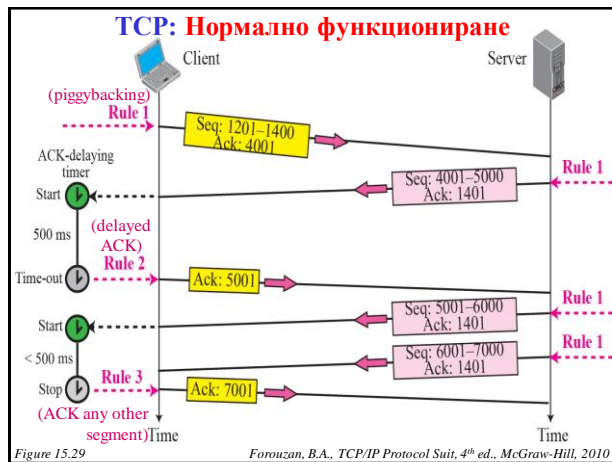 TCP: Нормално функциониране
Client
Server
(piggybacking)
Rule 1
Seq: 1201–1400
Ack: 4001
ACK-delaying
timer
Start
Seq: 4001–5000
Ack: 1401
Rule 1
500 ms
(delayed
ACK)
Rule 2
Time-out
Ack: 5001
Seq: 5001–6000
Ack: 1401
Rule 1
Start
< 500 ms
Seq: 6001–7000
Ack: 1401
Rule 1
Stop
Rule 3
Ack: 7001
(ACK any other
segment)
Time
Time
Figure 15.29
Forouzan, B.A., TCP/IP Protocol Suit, 4th ed., McGraw-Hill, 2010